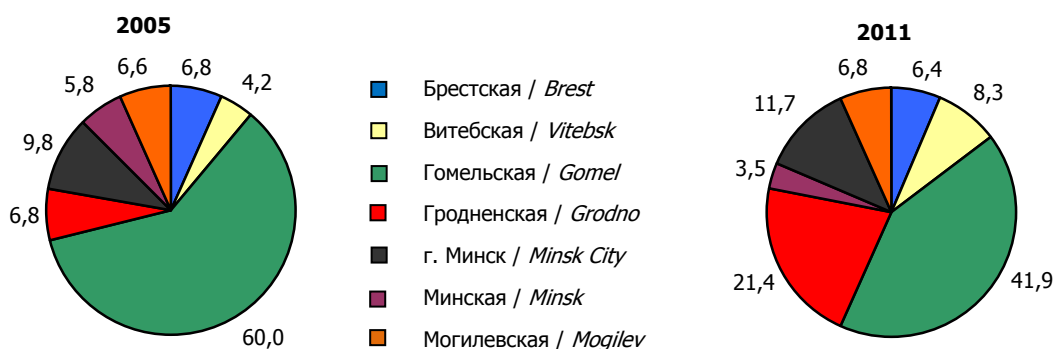 2005
6,6
6,8
4,2
5,8
9,8
6,8
60,0
Брестская / Brest
Витебская / Vitebsk
Гомельская / Gomel
Гродненская / Grodno
г. Минск / Minsk City
Минская / Minsk
Могилевская / Mogilev
2011
6,8
6,4
8,3
11,7
3,5
21,4
41,9